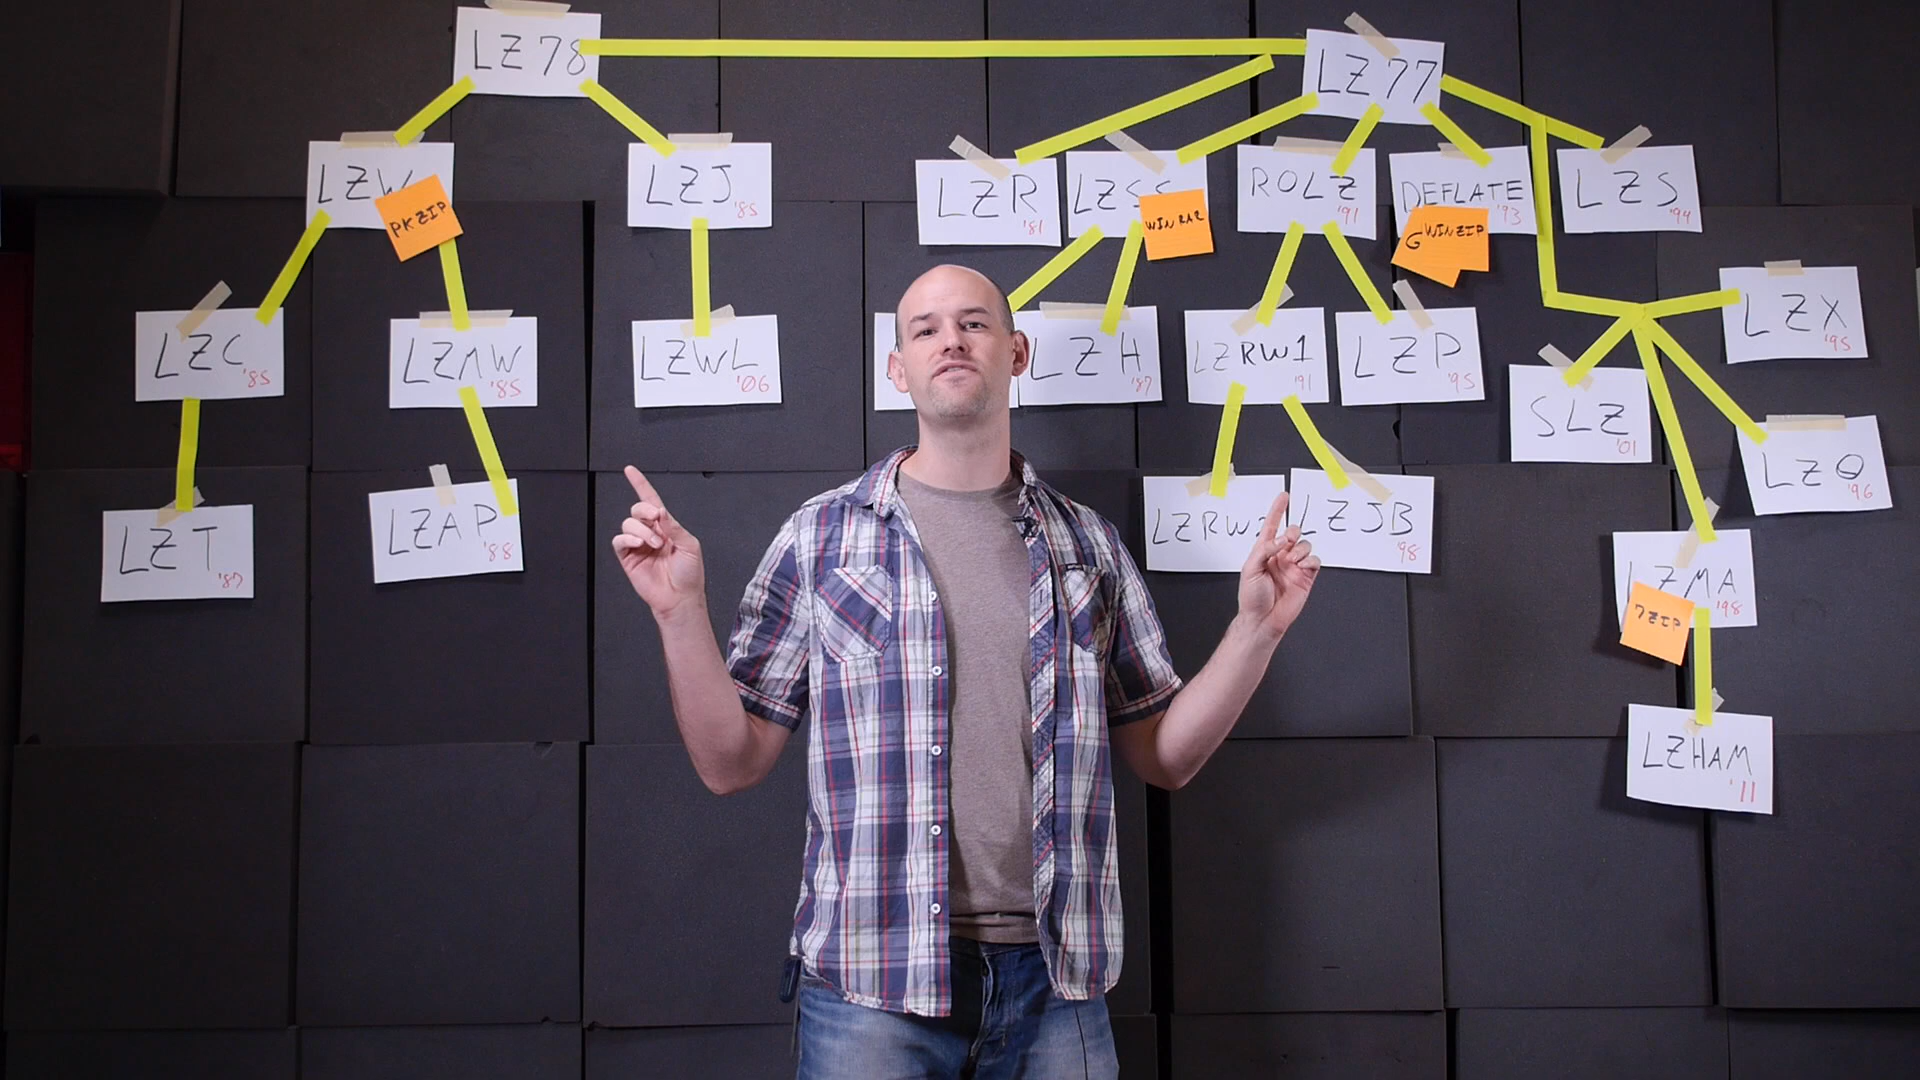 LZ78
LZ77
LZW
PKZIP
LZJ '85
LZR '81
LZSS
WINRAR
ROLZ '91
DEFLATE '93
G WINZIP
LZS '94
LZC '85
LZMW '85
LZWL '06
LZH '87
LZRW1 '91
LZP '95
LZX '95
SLZ '01
LZO '96
LZT '87
LZAP '88
LZJB '98
LZMA '98
7ZIP
LZHAM '11